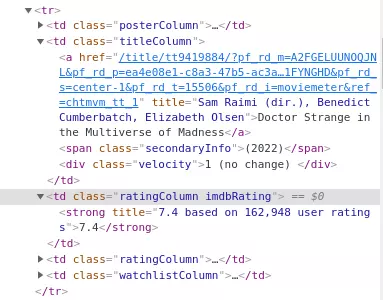 <tr>
<td class="posterColumn">…</td>
<td class="titleColumn">
<a href="/title/tt9419884/?pf_rd_m=A2FGELUUNOQJN
L&pf_rd_p=ea4e08e1-c8a3-47b5-ac3a…1FYNGHD&pf_rd_
s=center-1&pf_rd_t=15506&pf_rd_i=moviemeter&ref_
=chtmvm_tt_1" title="Sam Raimi (dir.), Benedict
Cumberbatch, Elizabeth Olsen">Doctor Strange in
the Multiverse of Madness</a>
<span class="secondaryInfo">(2022)</span>
<div class="velocity">1 (no change) </div>
</td>
<td class="ratingColumn imdbRating"> == $0
<strong title="7.4 based on 162,948 user rating
s">7.4</strong>
</td>
<td class="ratingColumn">…</td>
<td class="watchlistColumn">…</td>
</tr>